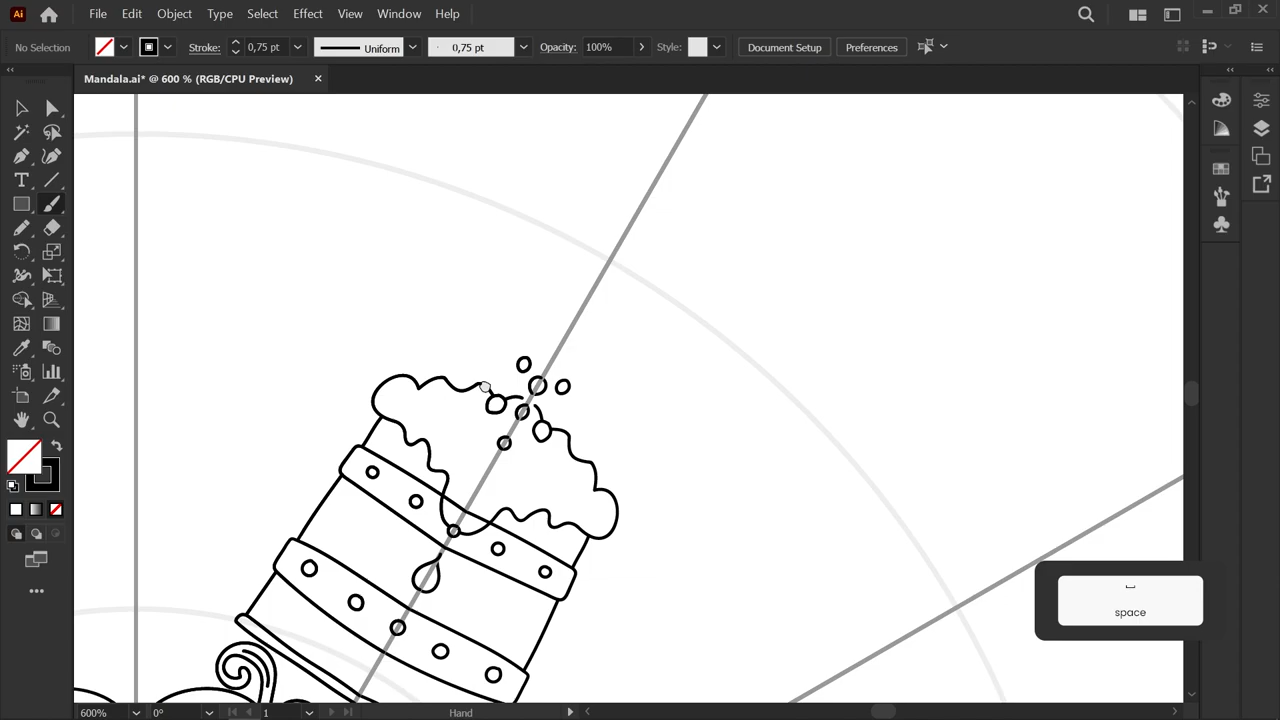 Ai File Edit Object Type Select Effect View Window Help
No Selection Stroke: 0,75 pt Uniform 0,75 pt Opacity: 100% Style: Document Setup Preferences
Mandala.ai* @ 600 % (RGB/CPU Preview)
space
600% 0° 1 Hand